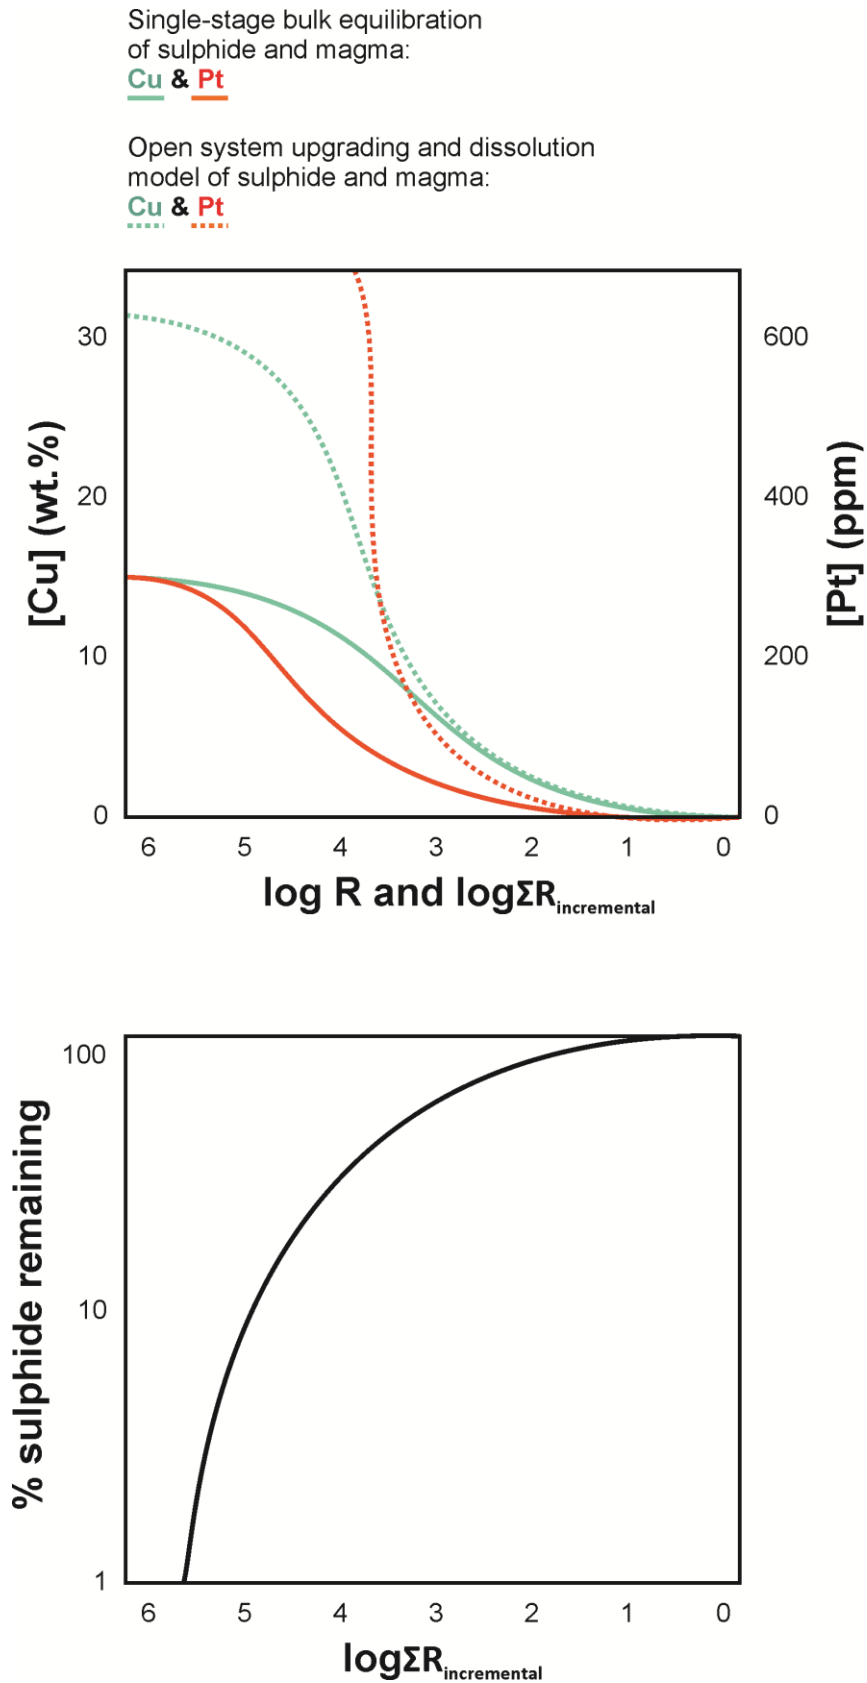 Single-stage bulk equilibration
of sulphide and magma:
Cu & Pt
Open system upgrading and dissolution
model of sulphide and magma:
Cu & Pt
[Cu] (wt.%)
30
20
10
0
[Pt] (ppm)
600
400
200
0
6 5 4 3 2 1 0
log R and logΣRincremental
% sulphide remaining
100
10
1
6 5 4 3 2 1 0
logΣRincremental